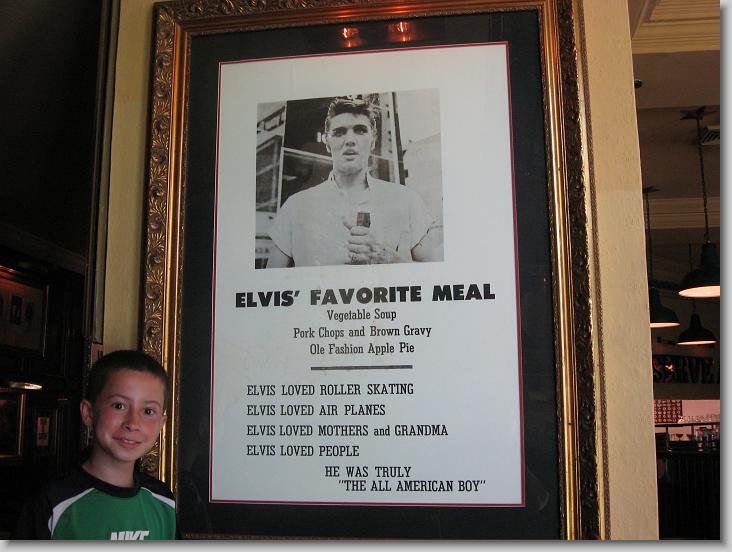 ELVIS' FAVORITE MEAL
Vegetable Soup
Pork Chops and Brown Gravy
Ole Fashion Apple Pie
ELVIS LOVED ROLLER SKATING
ELVIS LOVED AIR PLANES
ELVIS LOVED MOTHERS and GRANDMA
ELVIS LOVED PEOPLE
HE WAS TRULY
"THE ALL AMERICAN BOY"
NIKE